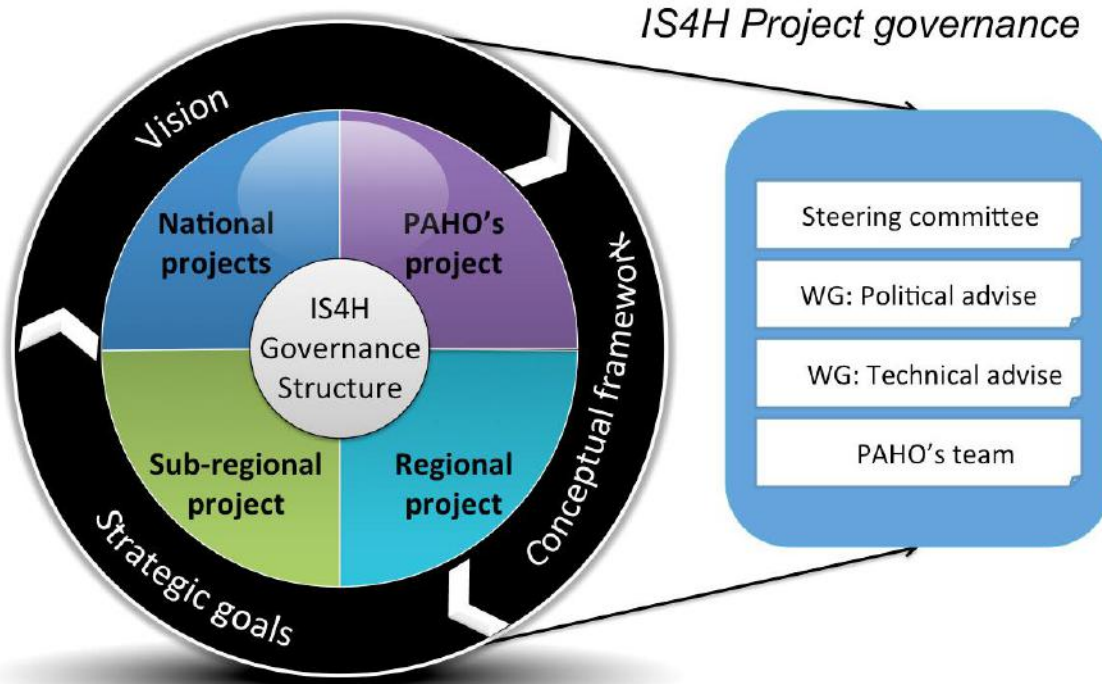 IS4H Project governance
Vision
National
projects
PAHO's
project
IS4H
Governance
Structure
Sub-regional
project
Regional
project
Strategic goals
Conceptual framework
Steering committee
WG: Political advise
WG: Technical advise
PAHO's team